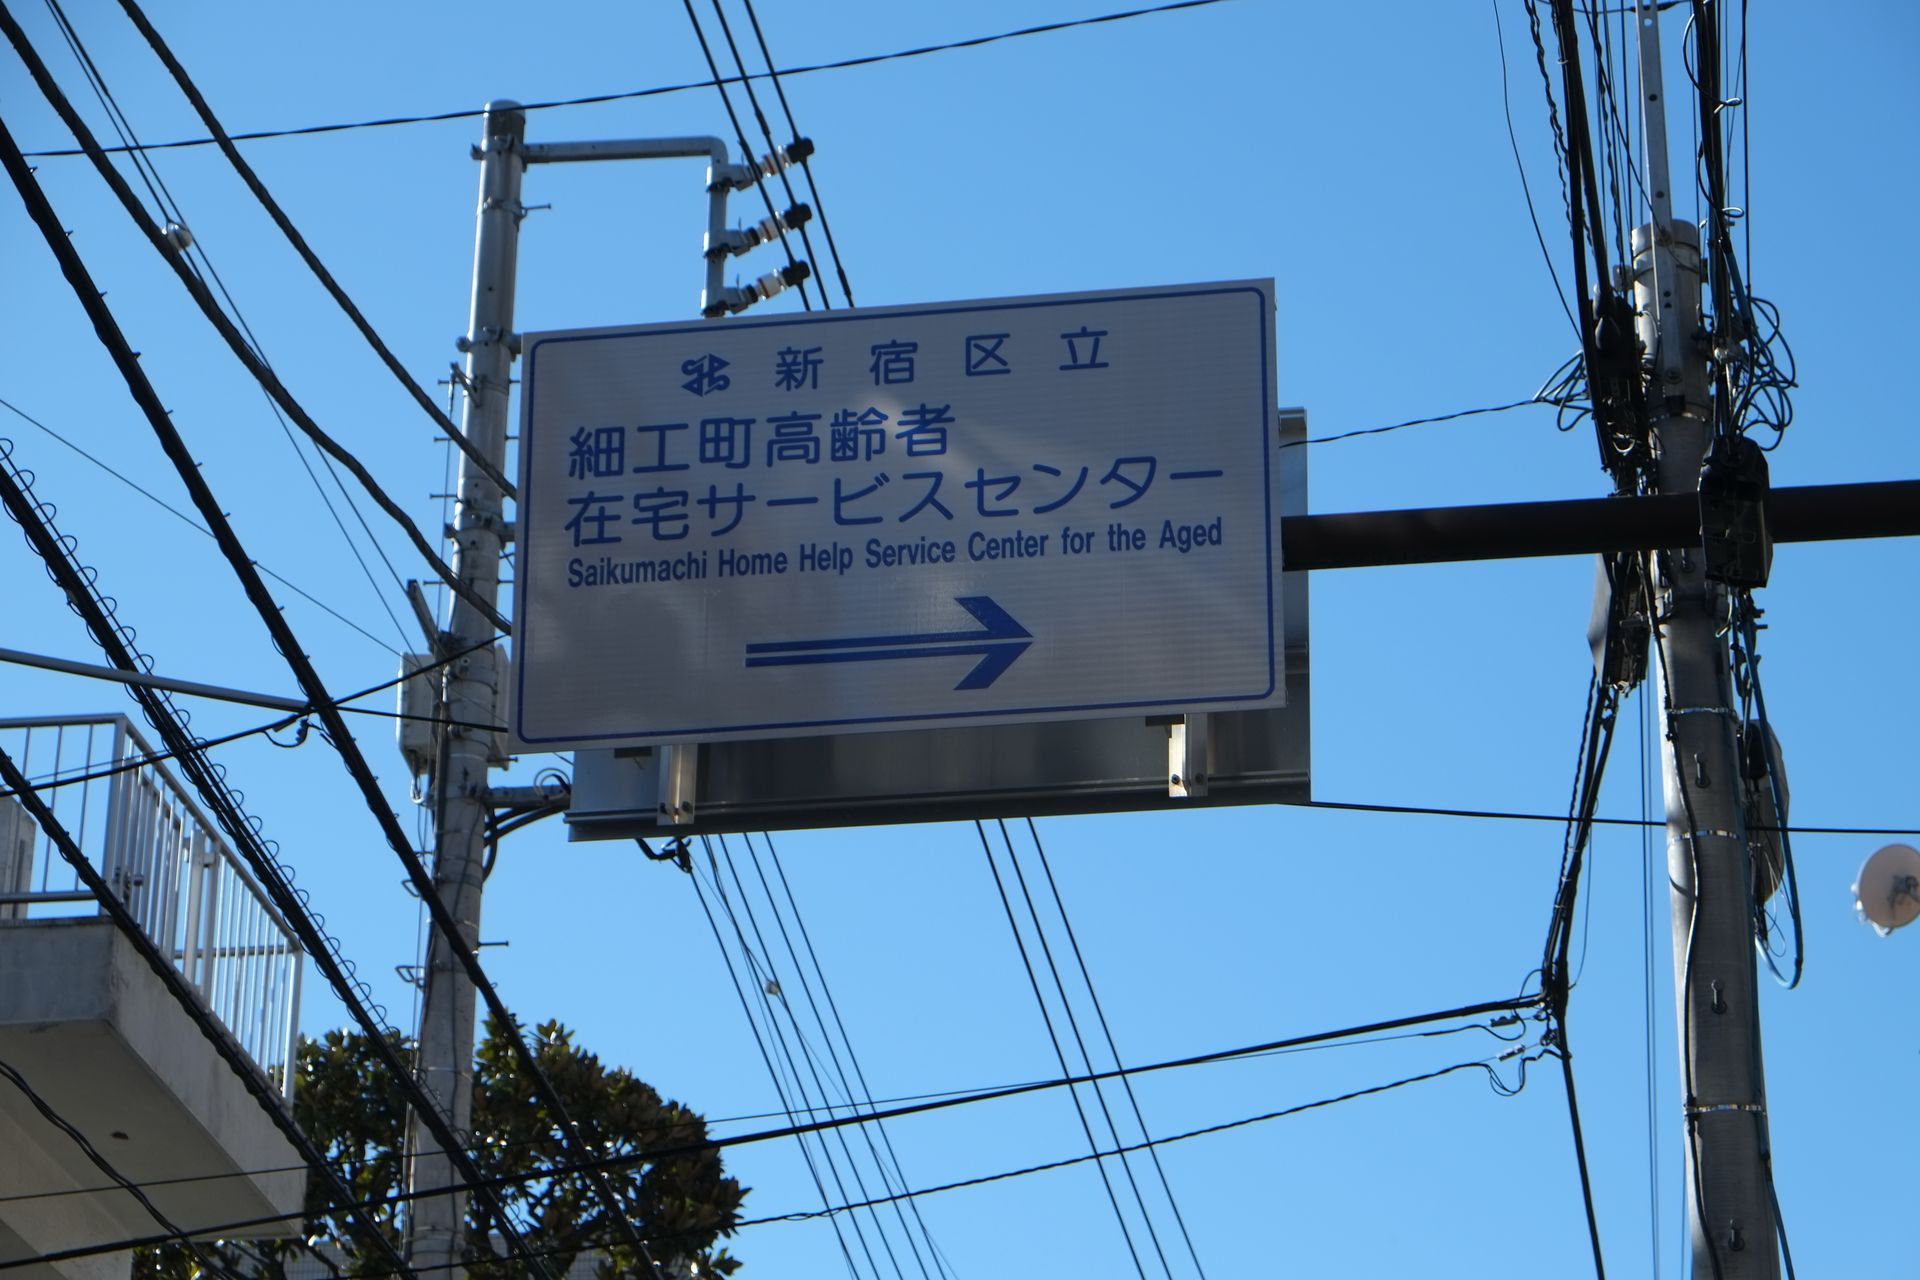 新宿区立
細工町高齢者
在宅サービスセンター
Saikumachi Home Help Service Center for the Aged